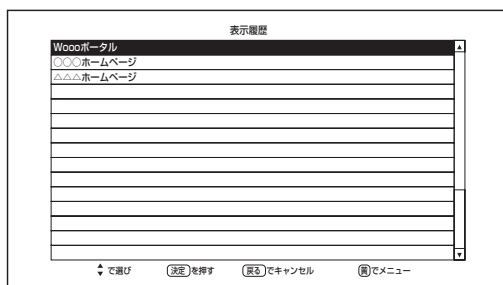 表示履歴
Woooポータル
○○○ホームページ
△△△ホームページ
で選び 決定を押す 戻るでキャンセル 黄でメニュー